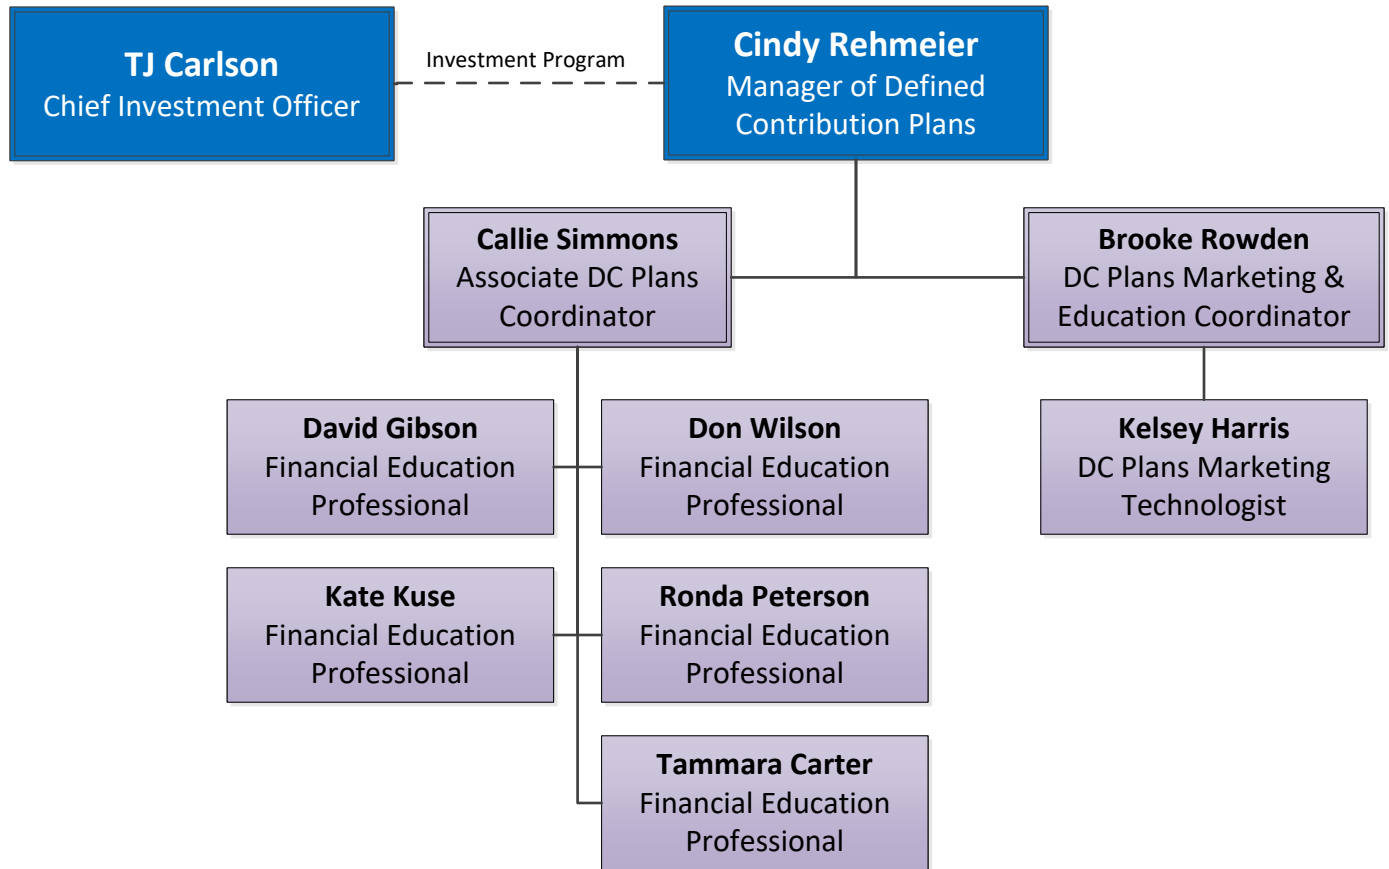 TJ Carlson
Chief Investment Officer
Investment Program
Cindy Rehmeier
Manager of Defined
Contribution Plans
Callie Simmons
Associate DC Plans
Coordinator
Brooke Rowden
DC Plans Marketing &
Education Coordinator
David Gibson
Financial Education
Professional
Don Wilson
Financial Education
Professional
Kelsey Harris
DC Plans Marketing
Technologist
Kate Kuse
Financial Education
Professional
Ronda Peterson
Financial Education
Professional
Tammara Carter
Financial Education
Professional